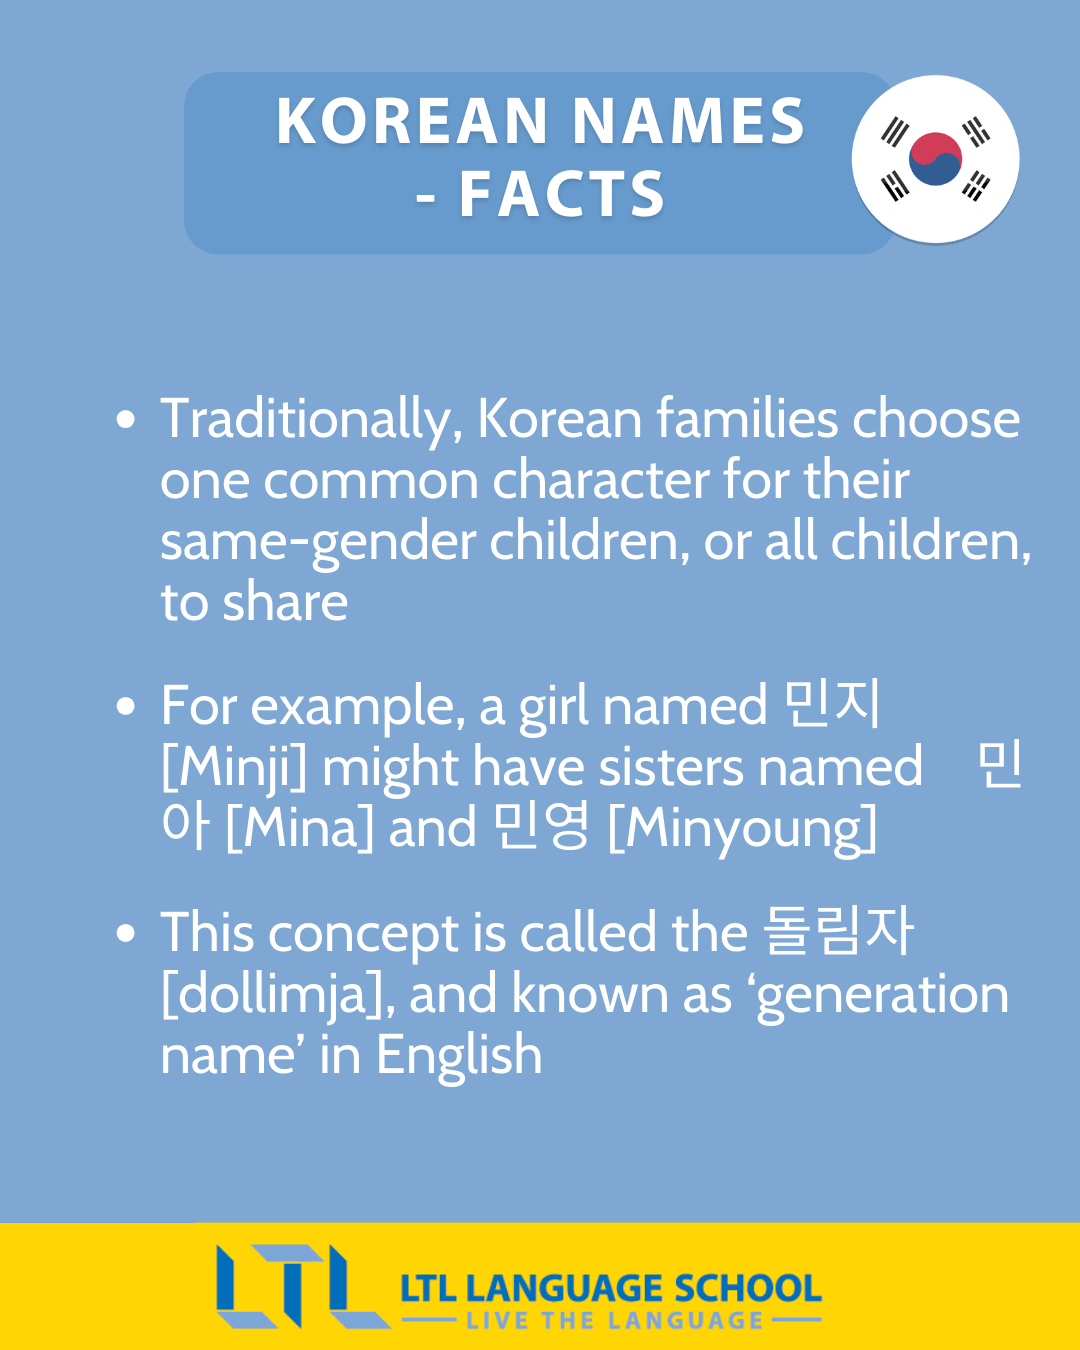 KOREAN NAMES
- FACTS
• Traditionally, Korean families choose
one common character for their
same-gender children, or all children,
to share
• For example, a girl named 민지
[Minji] might have sisters named 민
아 [Mina] and 민영 [Minyoung]
• This concept is called the 돌림자
[dollimja], and known as ‘generation
name’ in English
LTL LANGUAGE SCHOOL
LIVE THE LANGUAGE